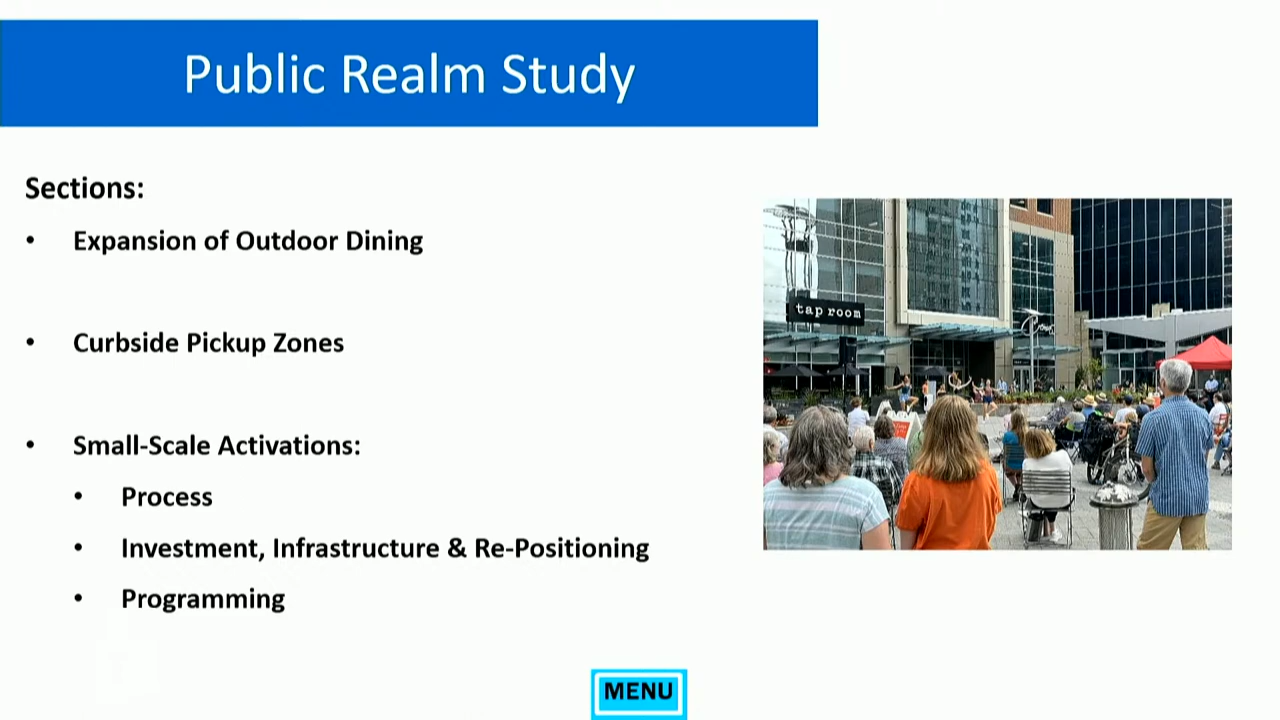 Public Realm Study
Sections:
• Expansion of Outdoor Dining
• Curbside Pickup Zones
• Small-Scale Activations:
• Process
• Investment, Infrastructure & Re-Positioning
• Programming
tap room
MENU